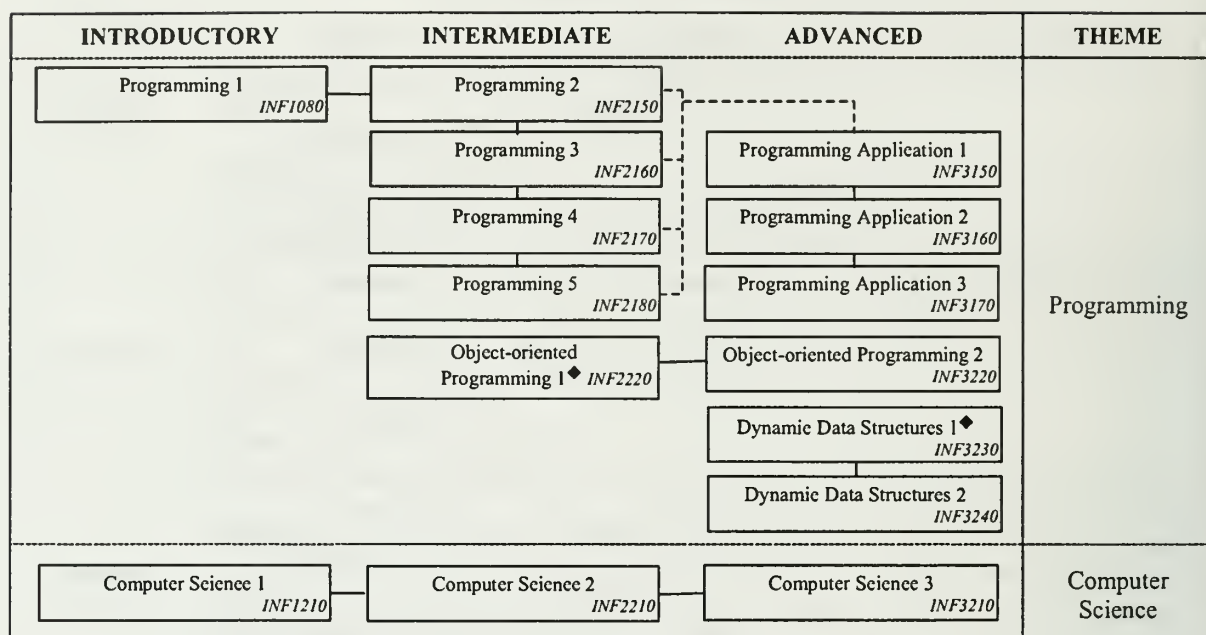 INTRODUCTORY INTERMEDIATE ADVANCED THEME
Programming 1
INF1080
Programming 2
INF2150
Programming 3
INF2160
Programming 4
INF2170
Programming 5
INF2180
Programming Application 1
INF3150
Programming Application 2
INF3160
Programming Application 3
INF3170
Object-oriented
Programming 1◆ INF2220
Object-oriented Programming 2
INF3220
Dynamic Data Structures 1◆
INF3230
Dynamic Data Structures 2
INF3240
Programming
Computer Science 1
INF1210
Computer Science 2
INF2210
Computer Science 3
INF3210
Computer
Science